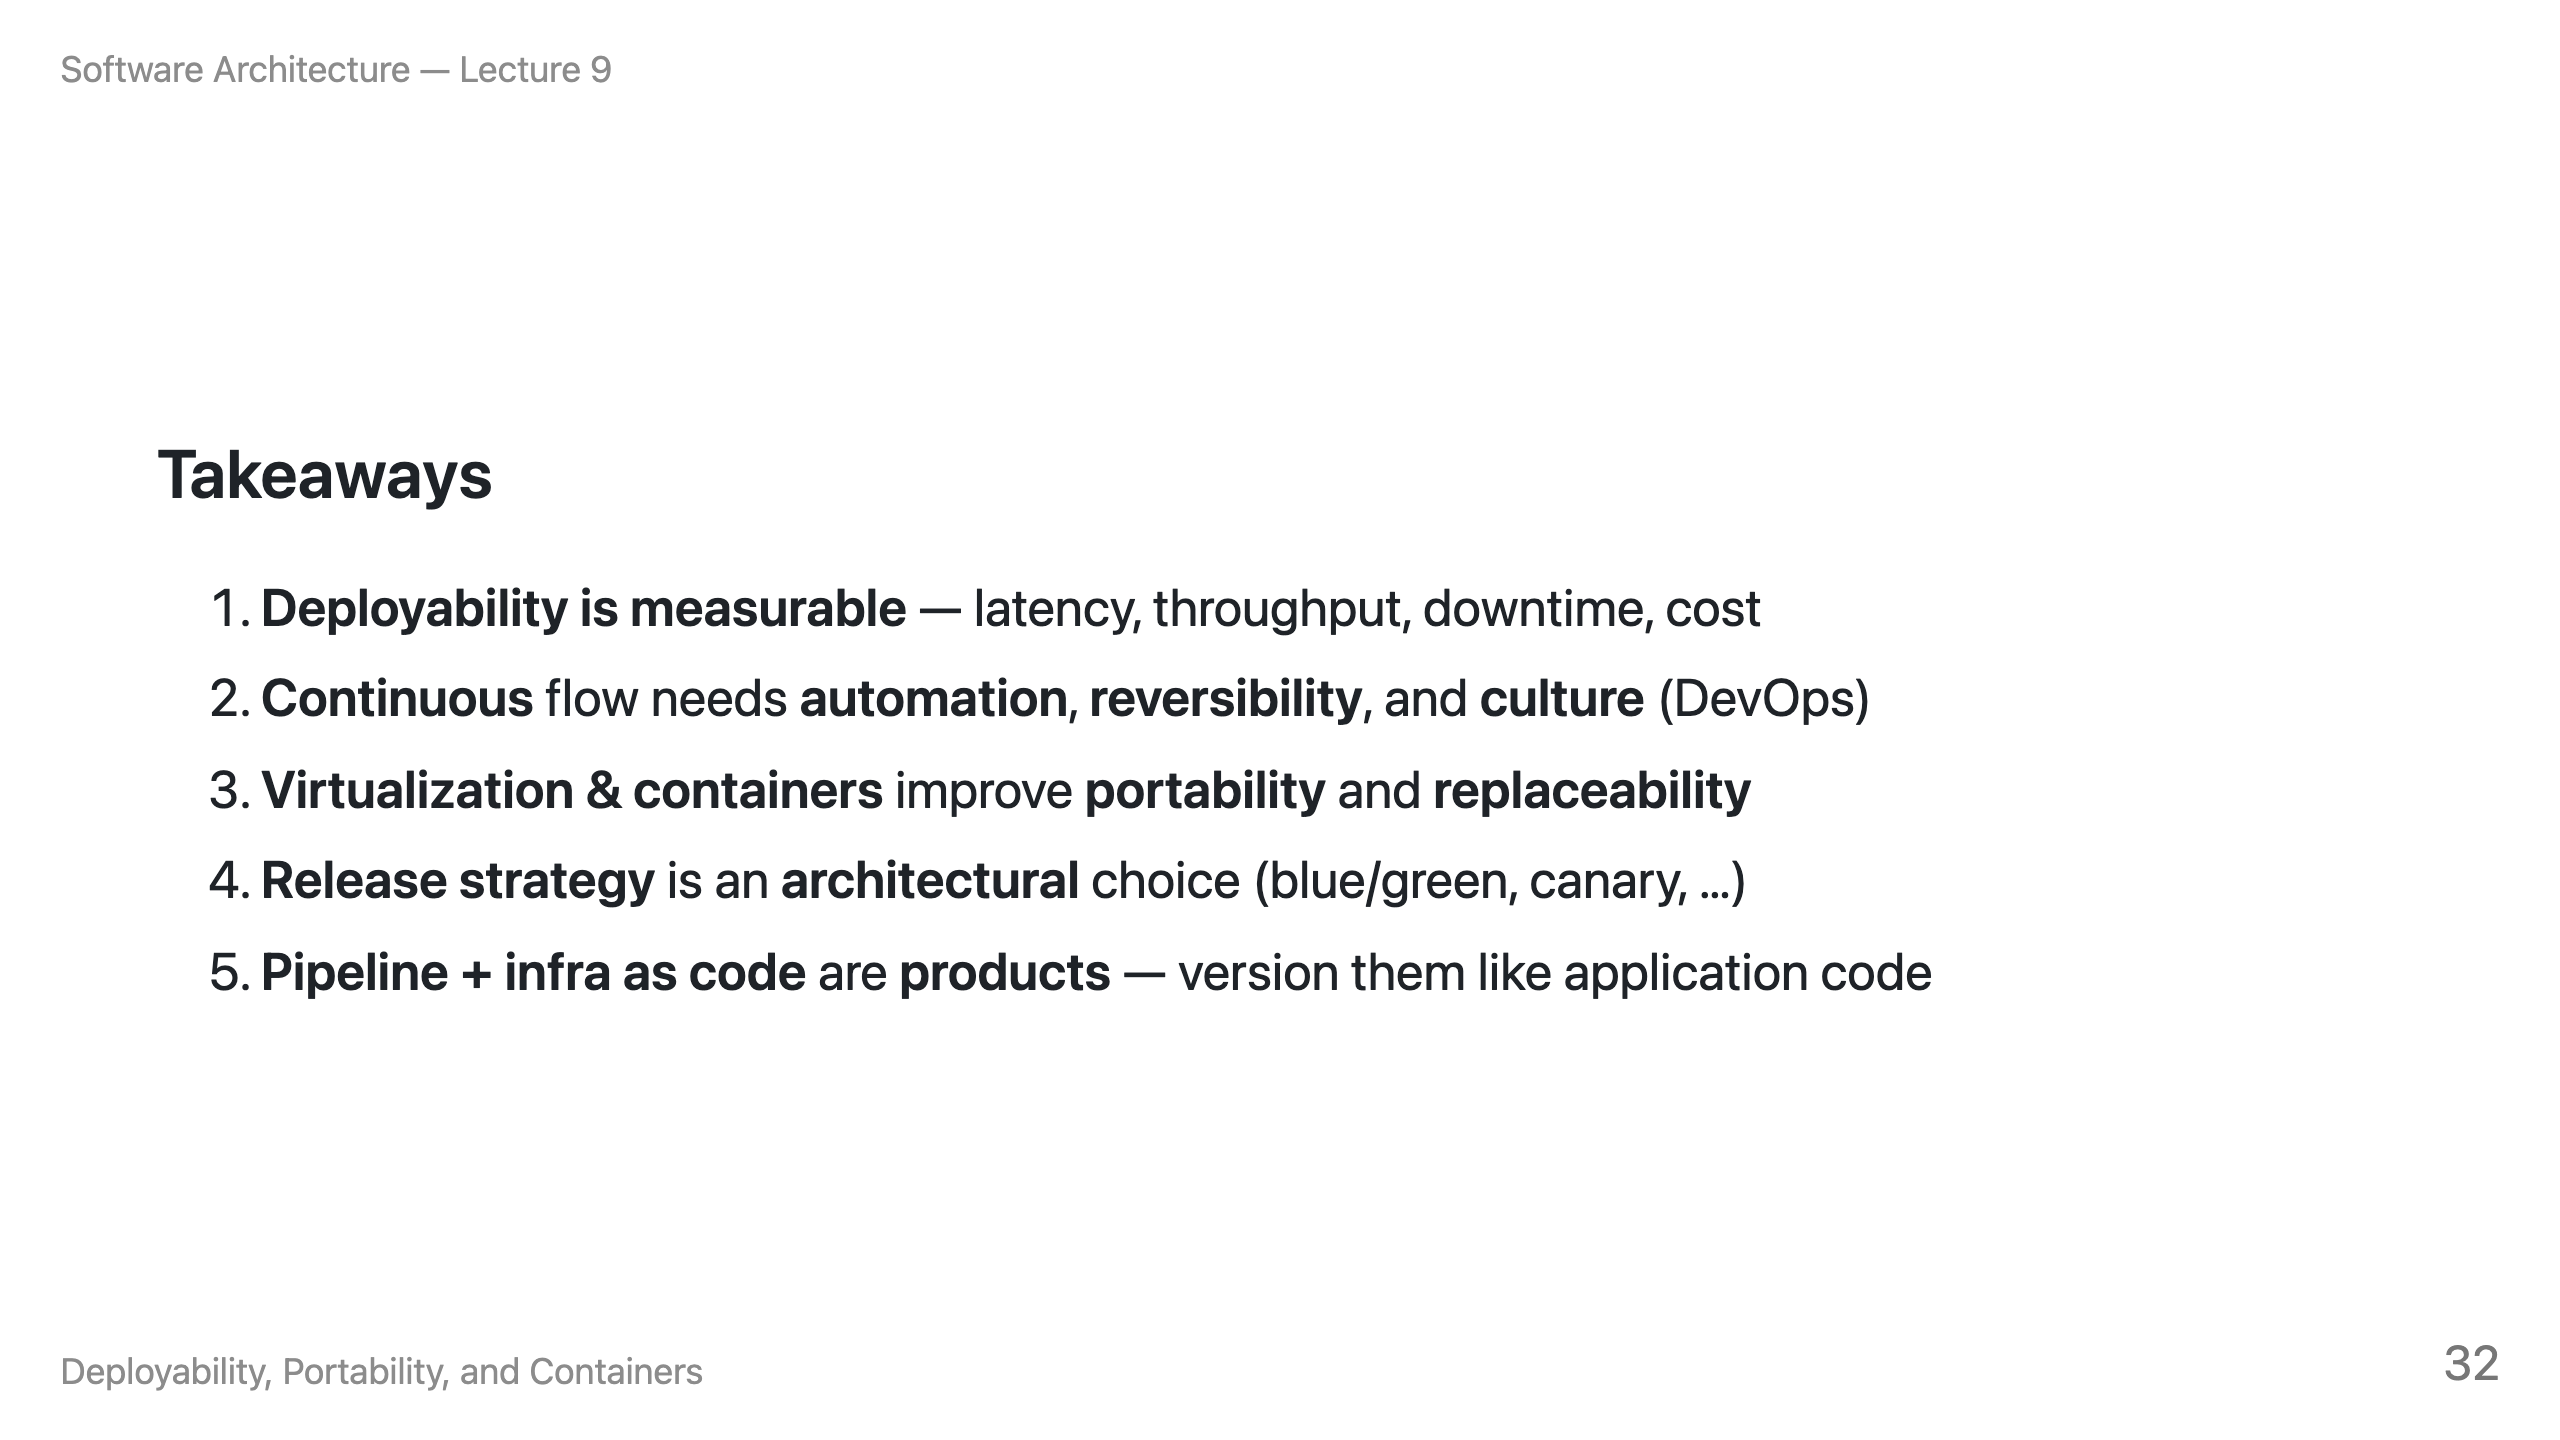 Software Architecture — Lecture 9
Takeaways
1. Deployability is measurable — latency, throughput, downtime, cost
2. Continuous flow needs automation, reversibility, and culture (DevOps)
3. Virtualization & containers improve portability and replaceability
4. Release strategy is an architectural choice (blue/green, canary, …)
5. Pipeline + infra as code are products — version them like application code
Deployability, Portability, and Containers
32